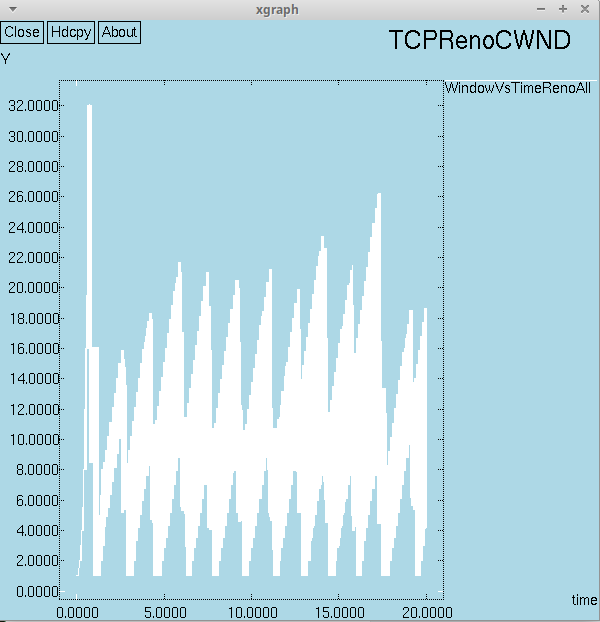 xgraph
Close Hdcpy About
TCPRenoCWND
Y
WindowVsTimeRenoAll
32.0000
30.0000
28.0000
26.0000
24.0000
22.0000
20.0000
18.0000
16.0000
14.0000
12.0000
10.0000
8.0000
6.0000
4.0000
2.0000
0.0000
time
0.0000 5.0000 10.0000 15.0000 20.0000